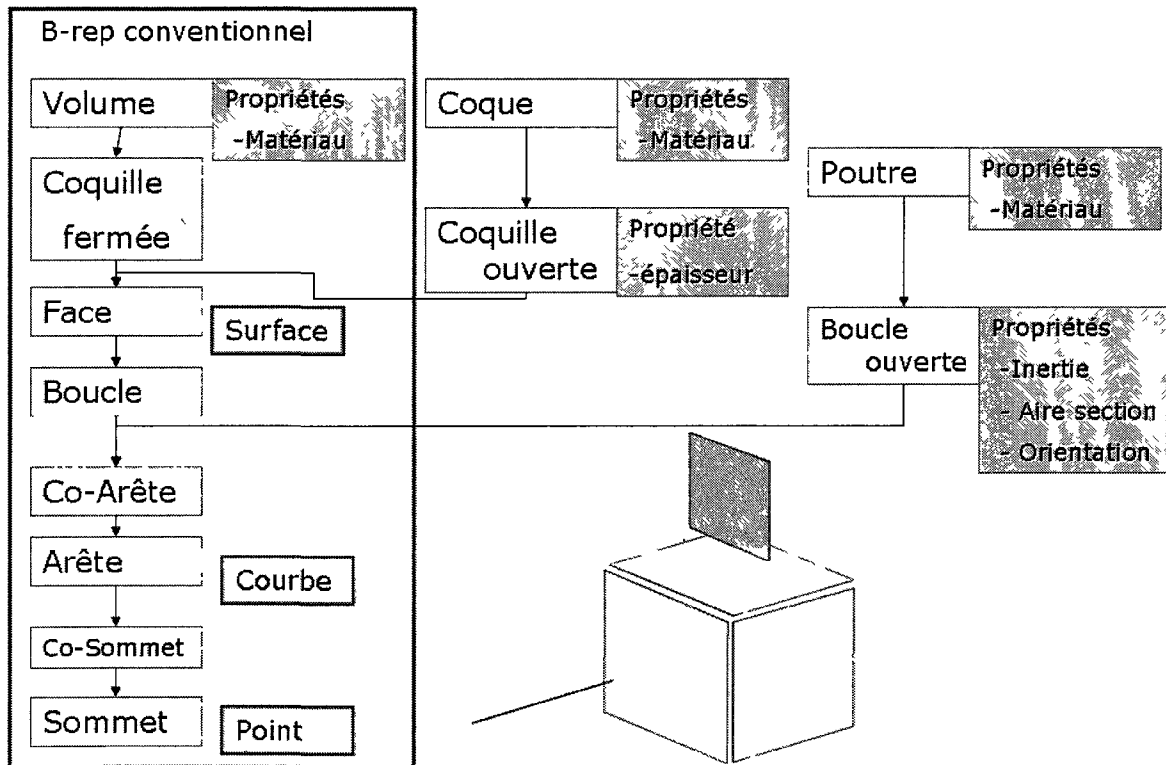 B-rep conventionnel
Volume
Propriétés
-Matériau
Coquille
fermée
Face
Surface
Boucle
Co-Arête
Arête
Courbe
Co-Sommet
Sommet
Point
Coque
Propriétés
-Matériau
Coquille
ouverte
Propriété
-épaisseur
Poutre
Propriétés
-Matériau
Boucle
ouverte
Propriétés
-Inertie
- Aire section
- Orientation